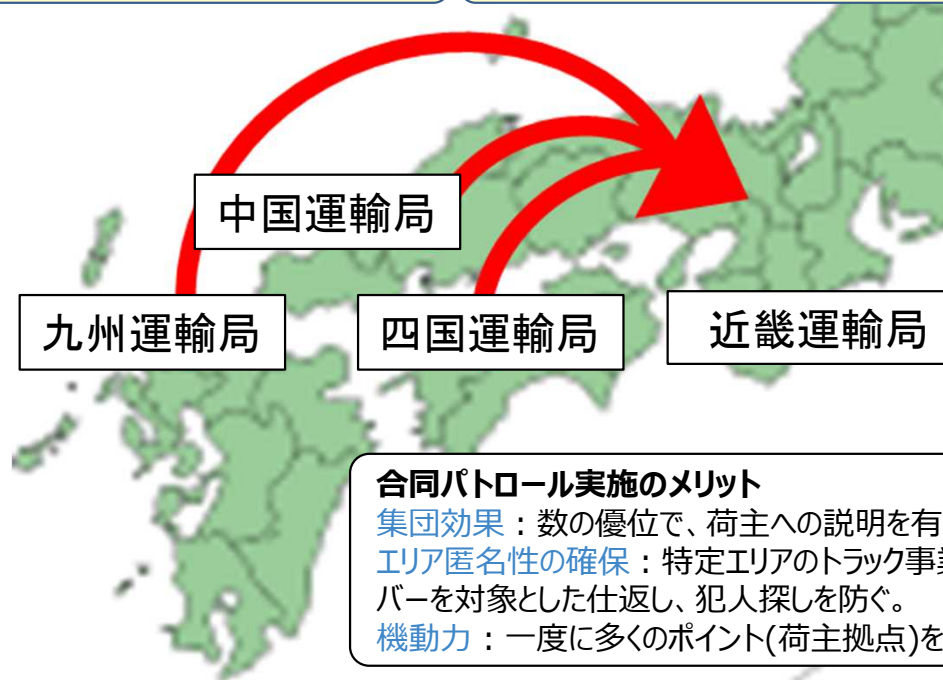 中国運輸局
九州運輸局
四国運輸局
近畿運輸局
合同パトロール実施のメリット
集団効果：数の優位で、荷主への説明を有
エリア匿名性の確保：特定エリアのトラック事業
バーを対象とした仕返し、犯人探しを防ぐ。
機動力：一度に多くのポイント(荷主拠点)を